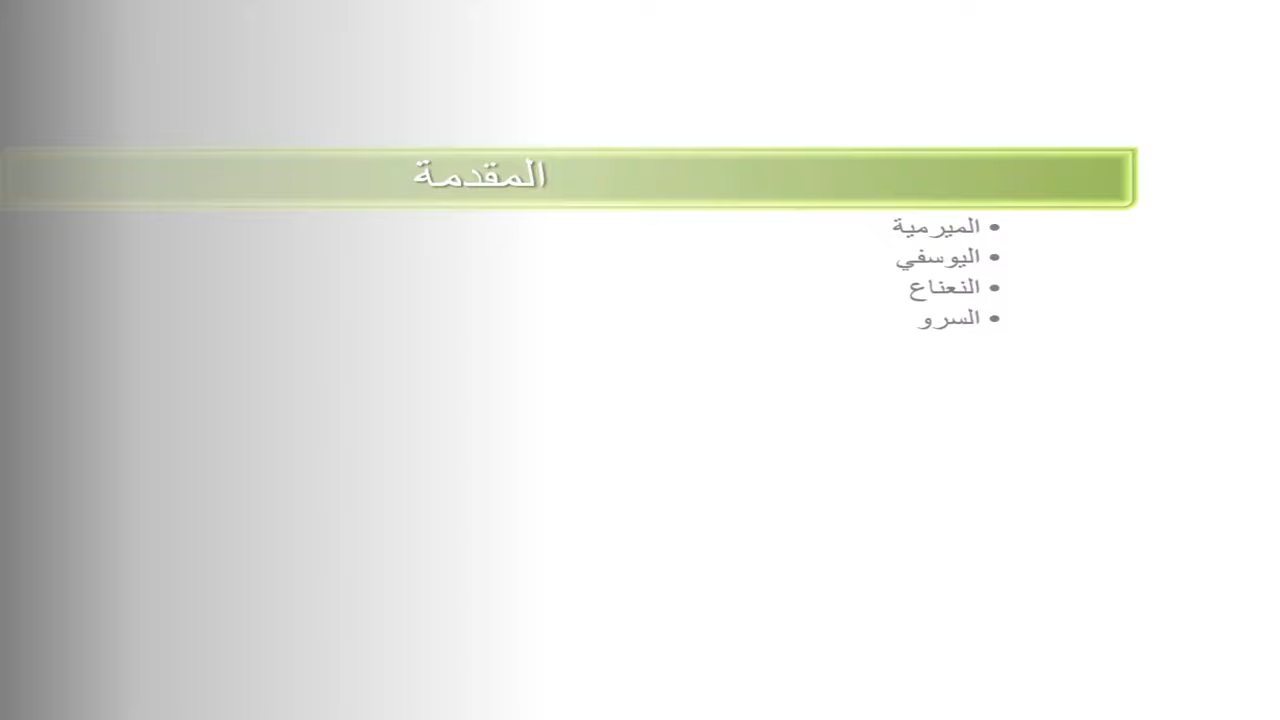 المقدمة
• الميرمية
• اليوسفي
• النعناع
• السرو